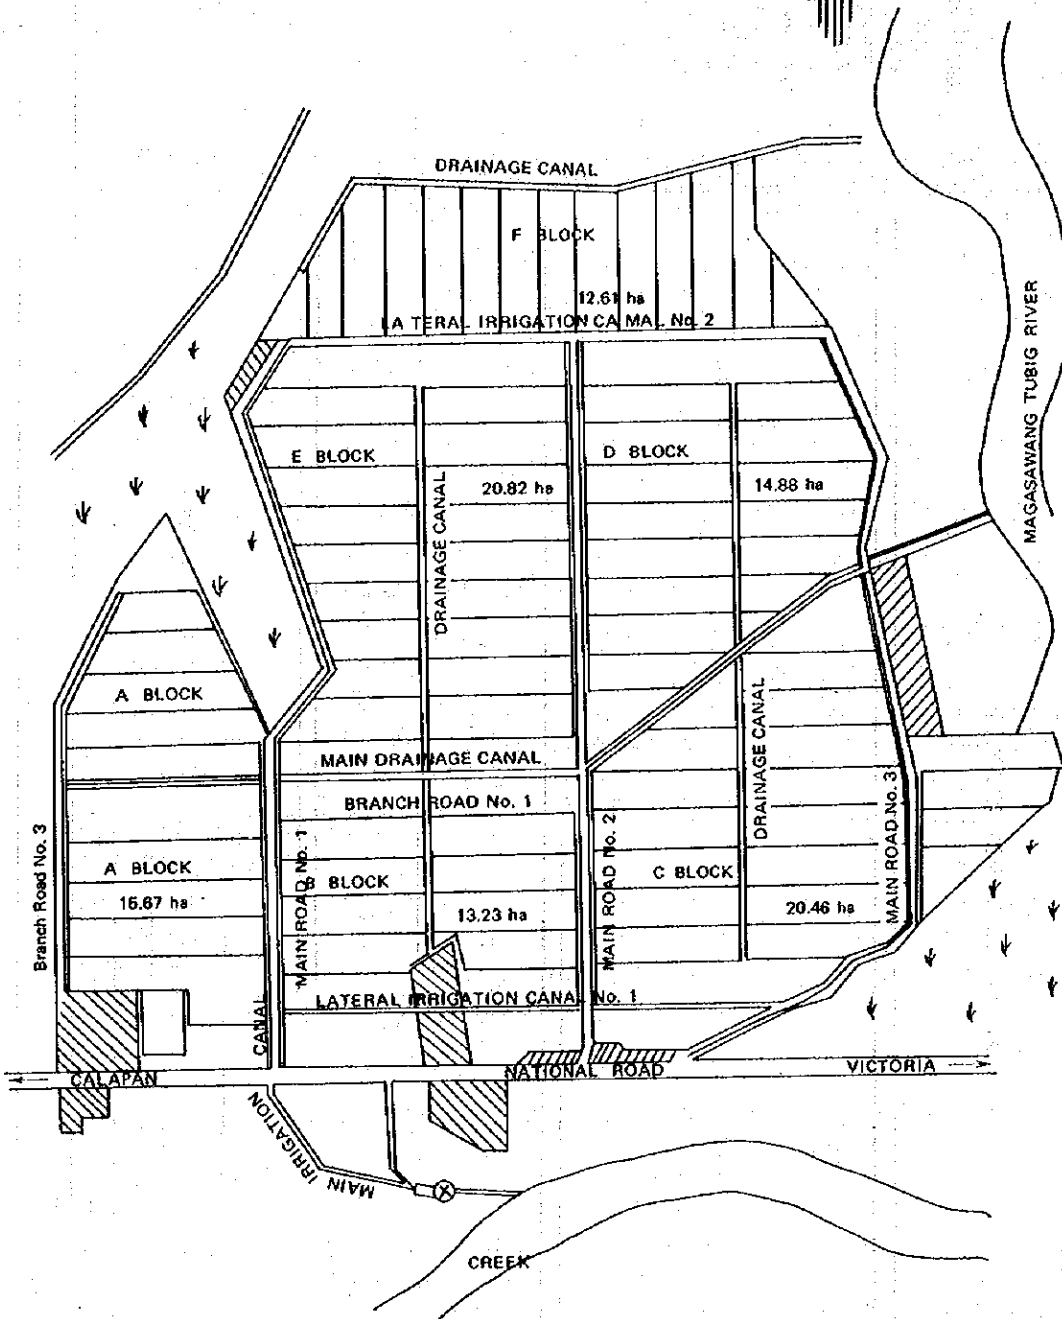 DRAINAGE CANAL
F BLOCK
12.61 ha
LATERAL IRRIGATION CAMAL No. 2
MAGASAWANG TUBIG RIVER
E BLOCK
D BLOCK
20.82 ha
14.88 ha
DRAINAGE CANAL
A BLOCK
DRAINAGE CANAL
MAIN DRAINAGE CANAL
BRANCH ROAD No. 1
Branch Road No. 3
MAIN ROAD No. 1
MAIN ROAD No. 2
MAIN ROAD No. 3
A BLOCK
15.67 ha
B BLOCK
13.23 ha
C BLOCK
20.46 ha
LATERAL IRRIGATION CANAL No. 1
CALAPAN
NATIONAL ROAD
VICTORIA
MAIN IRRIGATION CANAL
CREEK